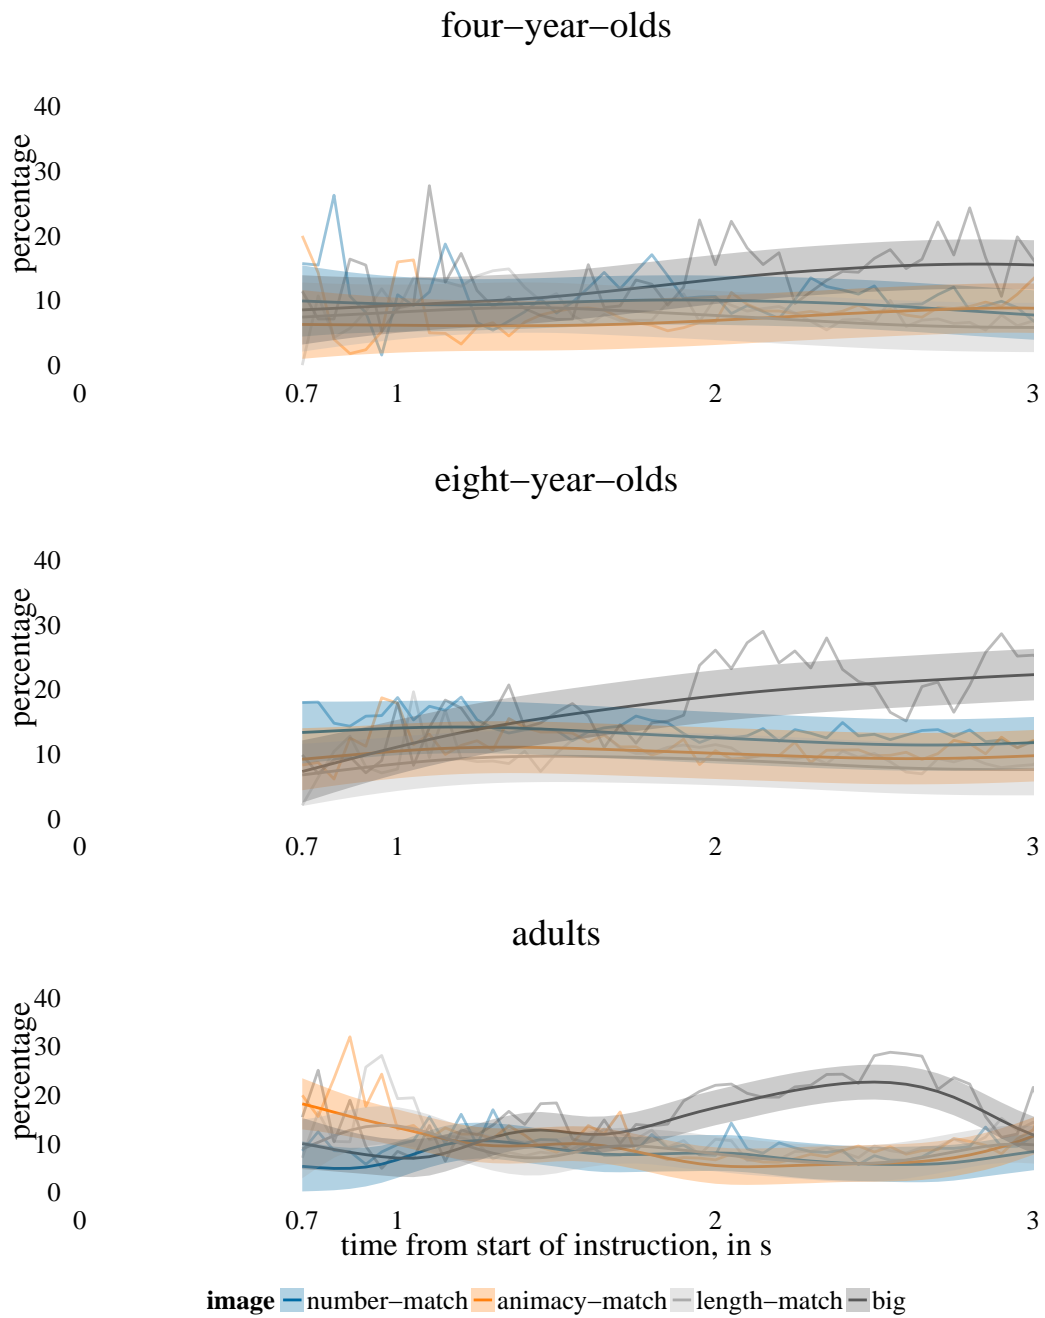 four−year−olds
percentage
40
30
20
10
0
0 0.7 1 2 3
eight−year−olds
percentage
40
30
20
10
0
0 0.7 1 2 3
adults
percentage
40
30
20
10
0
0 0.7 1 2 3
time from start of instruction, in s
image number−match animacy−match length−match big